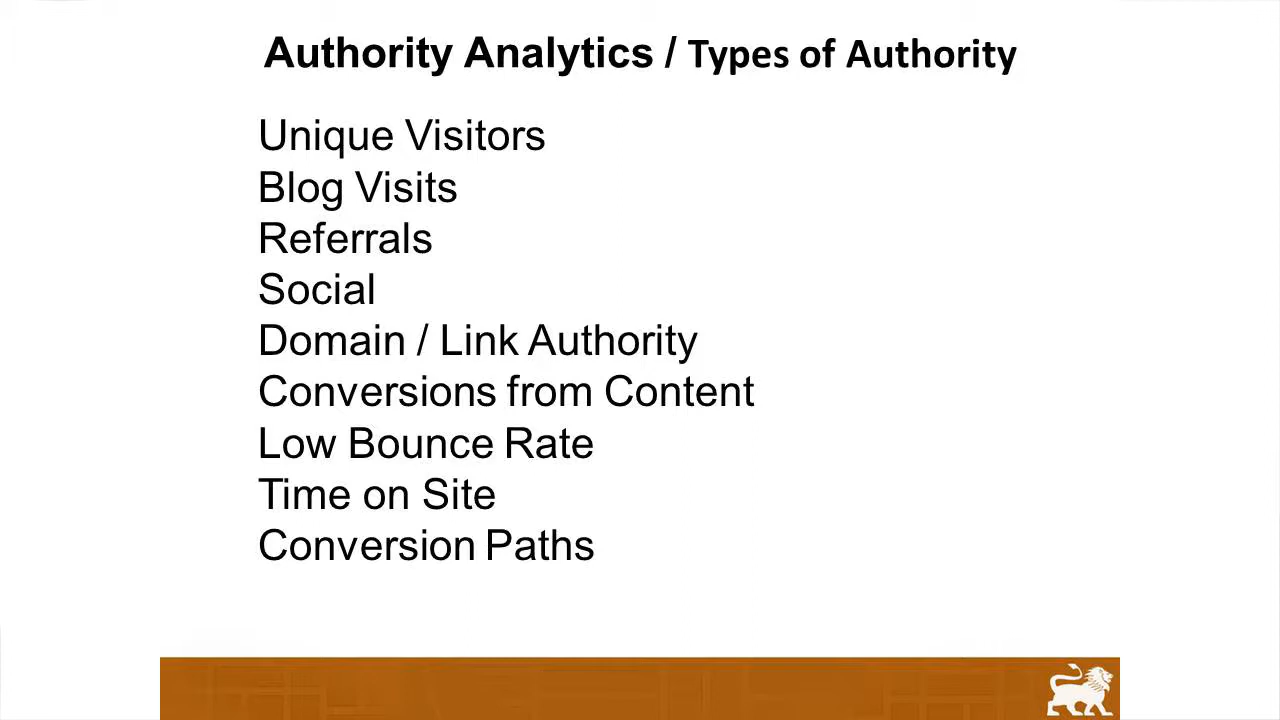 Authority Analytics / Types of Authority
Unique Visitors
Blog Visits
Referrals
Social
Domain / Link Authority
Conversions from Content
Low Bounce Rate
Time on Site
Conversion Paths